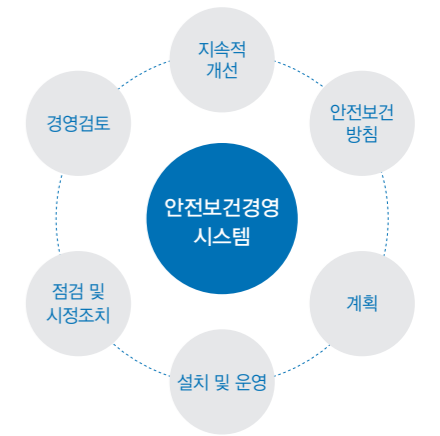 지속적
개선
안전보건
방침
계획
설치 및 운영
점검 및
시정조치
경영검토
안전보건경영
시스템